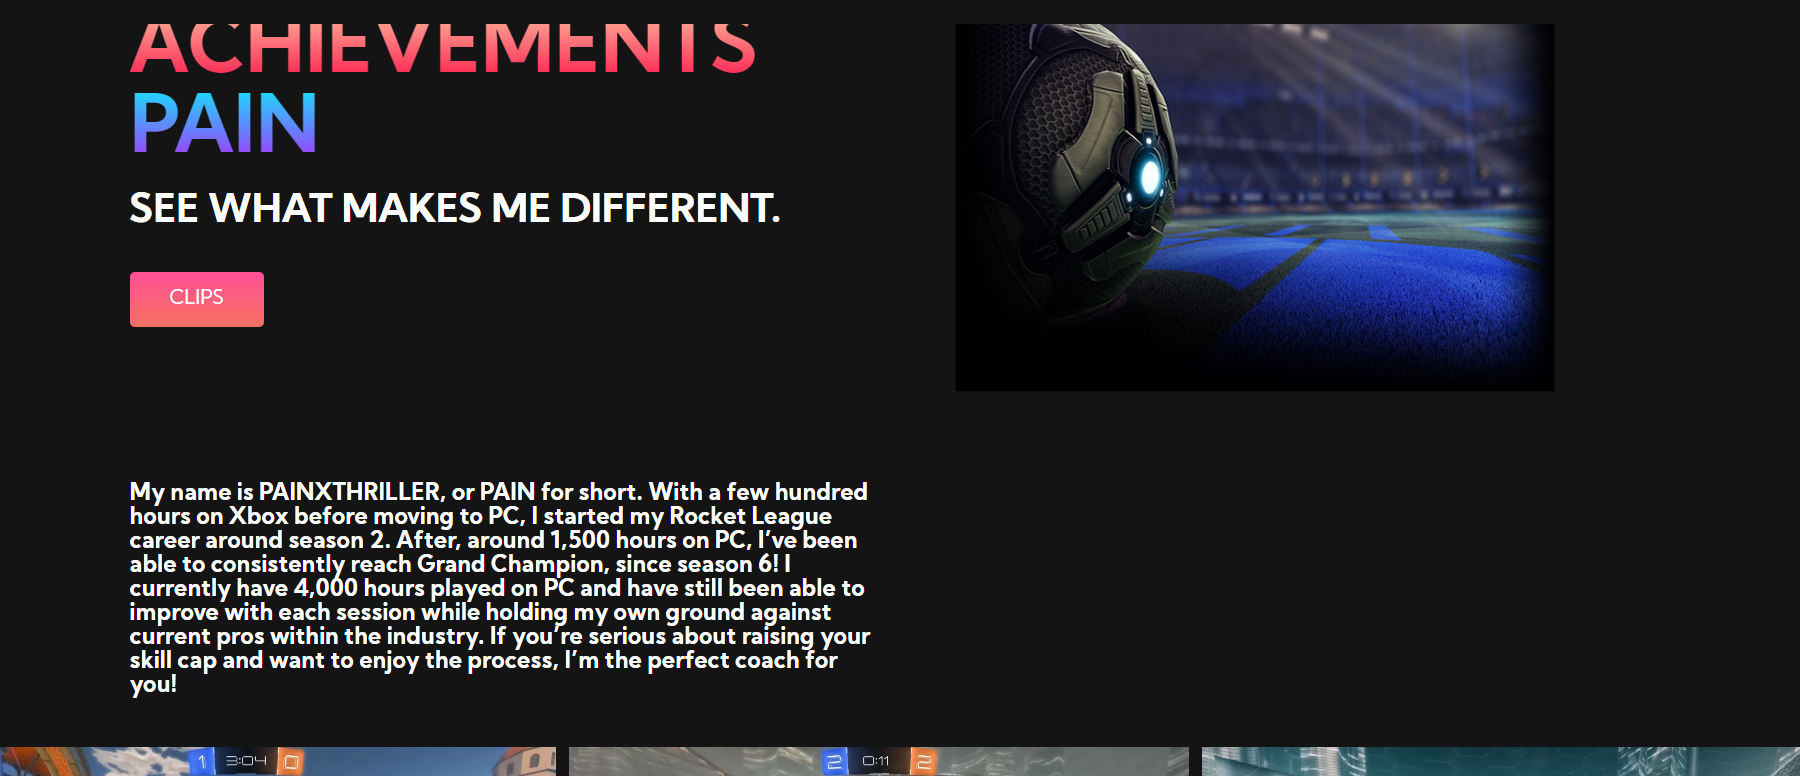 ACHIEVEMENTS
PAIN
SEE WHAT MAKES ME DIFFERENT.
CLIPS
My name is PAINXTHRILLER, or PAIN for short. With a few hundred
hours on Xbox before moving to PC, I started my Rocket League
career around season 2. After, around 1,500 hours on PC, I’ve been
able to consistently reach Grand Champion, since season 6! I
currently have 4,000 hours played on PC and have still been able to
improve with each session while holding my own ground against
current pros within the industry. If you’re serious about raising your
skill cap and want to enjoy the process, I’m the perfect coach for
you!
1 3:04 0
2 0:11 2